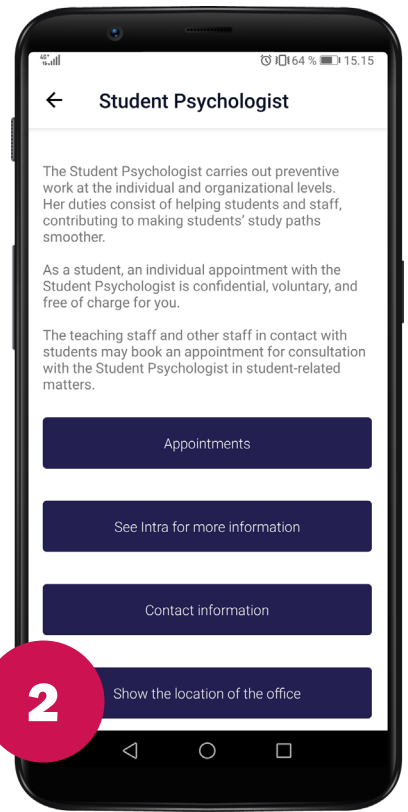 64 % 15.15
Student Psychologist
The Student Psychologist carries out preventive
work at the individual and organizational levels.
Her duties consist of helping students and staff,
contributing to making students’ study paths
smoother.
As a student, an individual appointment with the
Student Psychologist is confidential, voluntary, and
free of charge for you.
The teaching staff and other staff in contact with
students may book an appointment for consultation
with the Student Psychologist in student-related
matters.
Appointments
See Intra for more information
Contact information
Show the location of the office
2